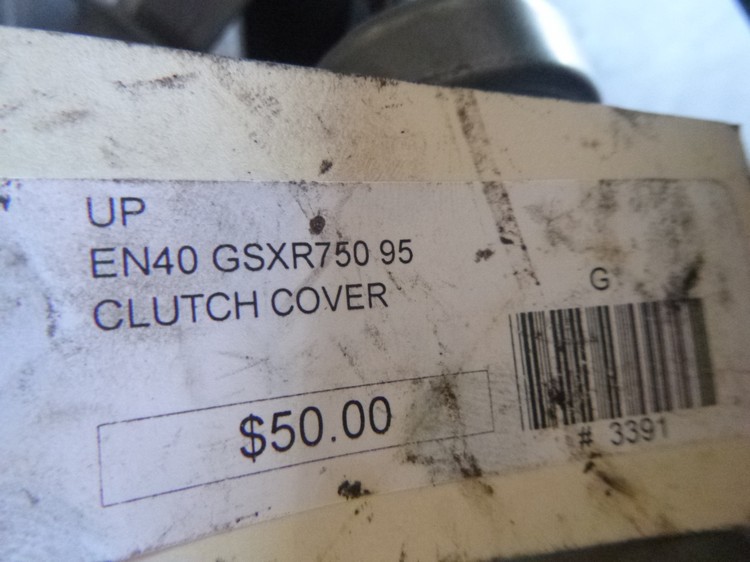 UP
EN40 GSXR750 95
CLUTCH COVER
G
$50.00
# 3391